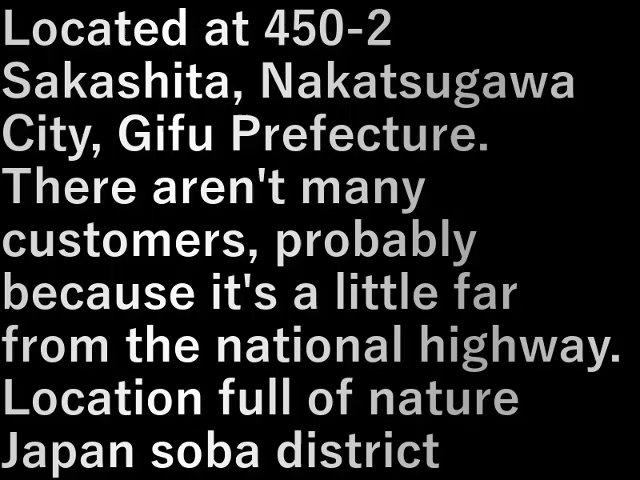 Located at 450-2
Sakashita, Nakatsugawa
City, Gifu Prefecture.
There aren't many
customers, probably
because it's a little far
from the national highway.
Location full of nature
Japan soba district